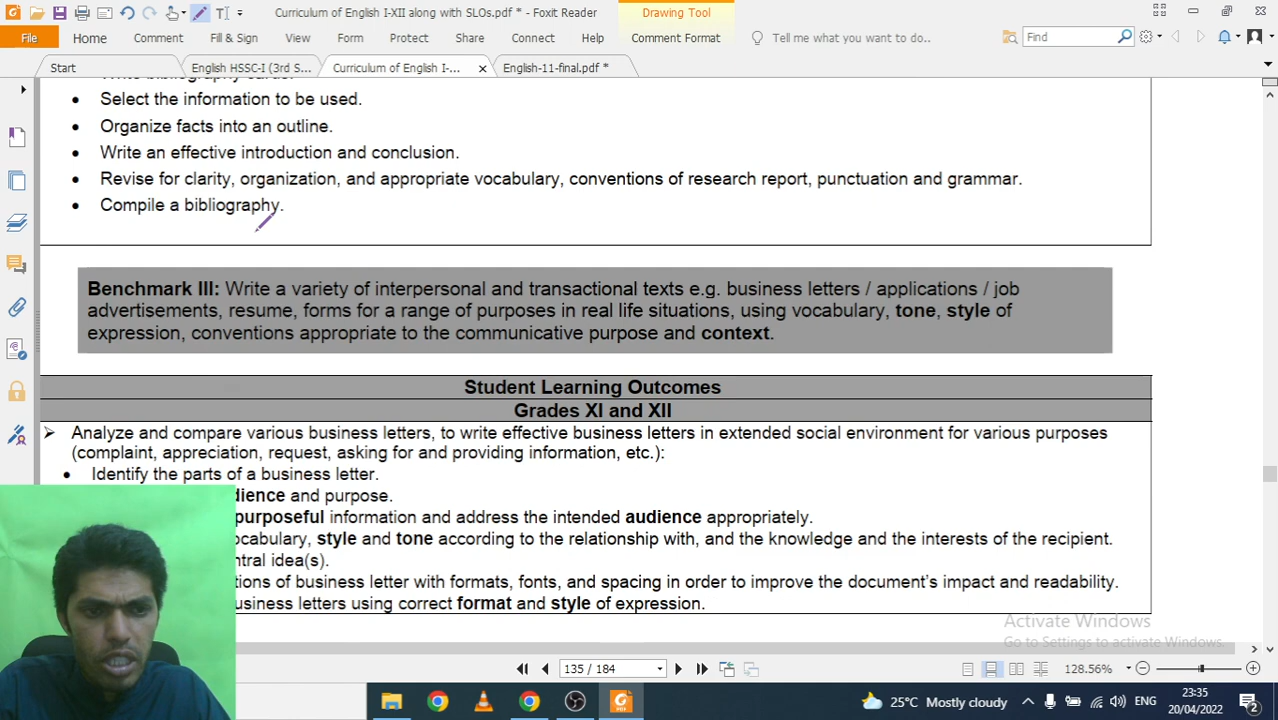 Curriculum of English I-XII along with SLOs.pdf * - Foxit Reader
Drawing Tool
File Home Comment Fill & Sign View Form Protect Share Connect Help Comment Format Tell me what you want to do.. Find
Start English HSSC-I (3rd S... Curriculum of English I-... English-11-final.pdf *
Write bibliography cards.
• Select the information to be used.
• Organize facts into an outline.
• Write an effective introduction and conclusion.
• Revise for clarity, organization, and appropriate vocabulary, conventions of research report, punctuation and grammar.
• Compile a bibliography.
Benchmark III: Write a variety of interpersonal and transactional texts e.g. business letters / applications / job
advertisements, resume, forms for a range of purposes in real life situations, using vocabulary, tone, style of
expression, conventions appropriate to the communicative purpose and context.
Student Learning Outcomes
Grades XI and XII
➢ Analyze and compare various business letters, to write effective business letters in extended social environment for various purposes
(complaint, appreciation, request, asking for and providing information, etc.):
• Identify the parts of a business letter.
dience and purpose.
purposeful information and address the intended audience appropriately.
ocabulary, style and tone according to the relationship with, and the knowledge and the interests of the recipient.
ntral idea(s).
tions of business letter with formats, fonts, and spacing in order to improve the document's impact and readability.
usiness letters using correct format and style of expression.
Activate Windows
Go to Settings to activate Windows.
135 / 184
128.56%
25°C Mostly cloudy
ENG
23:35
20/04/2022
2